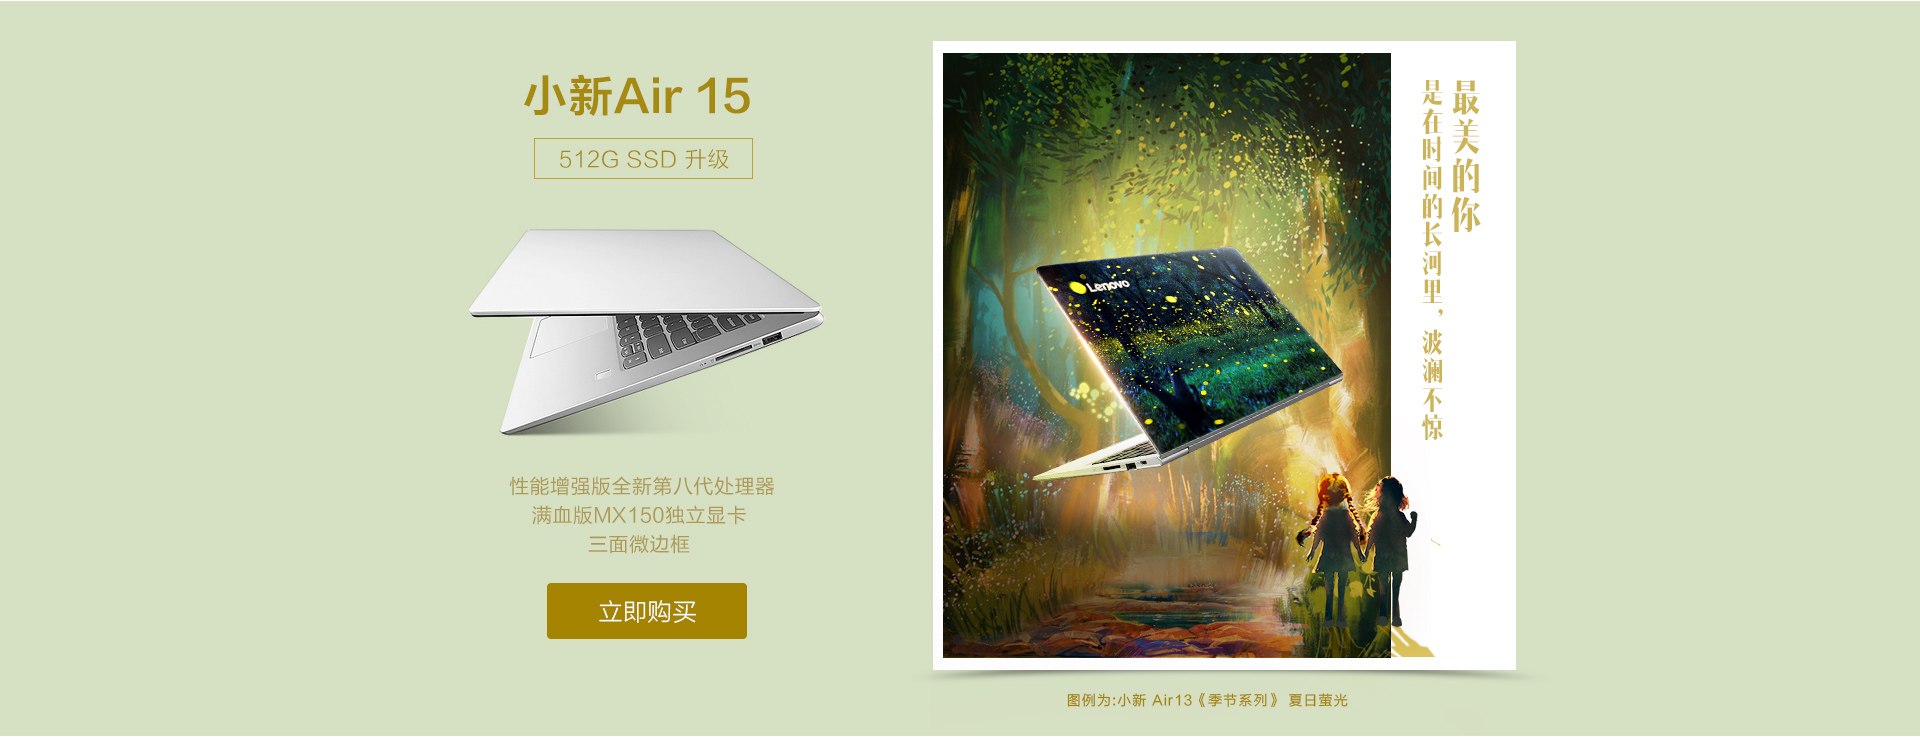 小新Air 15
512G SSD 升级
性能增强版全新第八代处理器
满血版MX150独立显卡
三面微边框
立即购买
Lenovo
最美的你
是在时间的长河里，波澜不惊
图例为:小新 Air13《季节系列》 夏日萤光